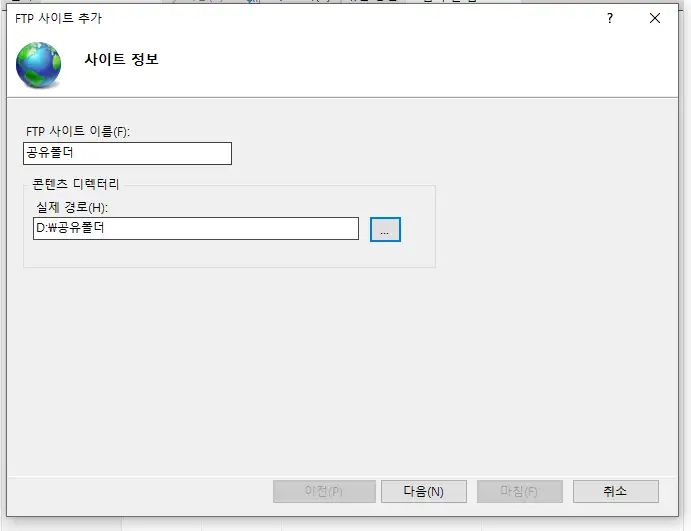 FTP 사이트 추가
?
사이트 정보
FTP 사이트 이름(F):
공유폴더
콘텐츠 디렉터리
실제 경로(H):
D:₩공유폴더
...
이전(P) 다음(N) 마침(F) 취소